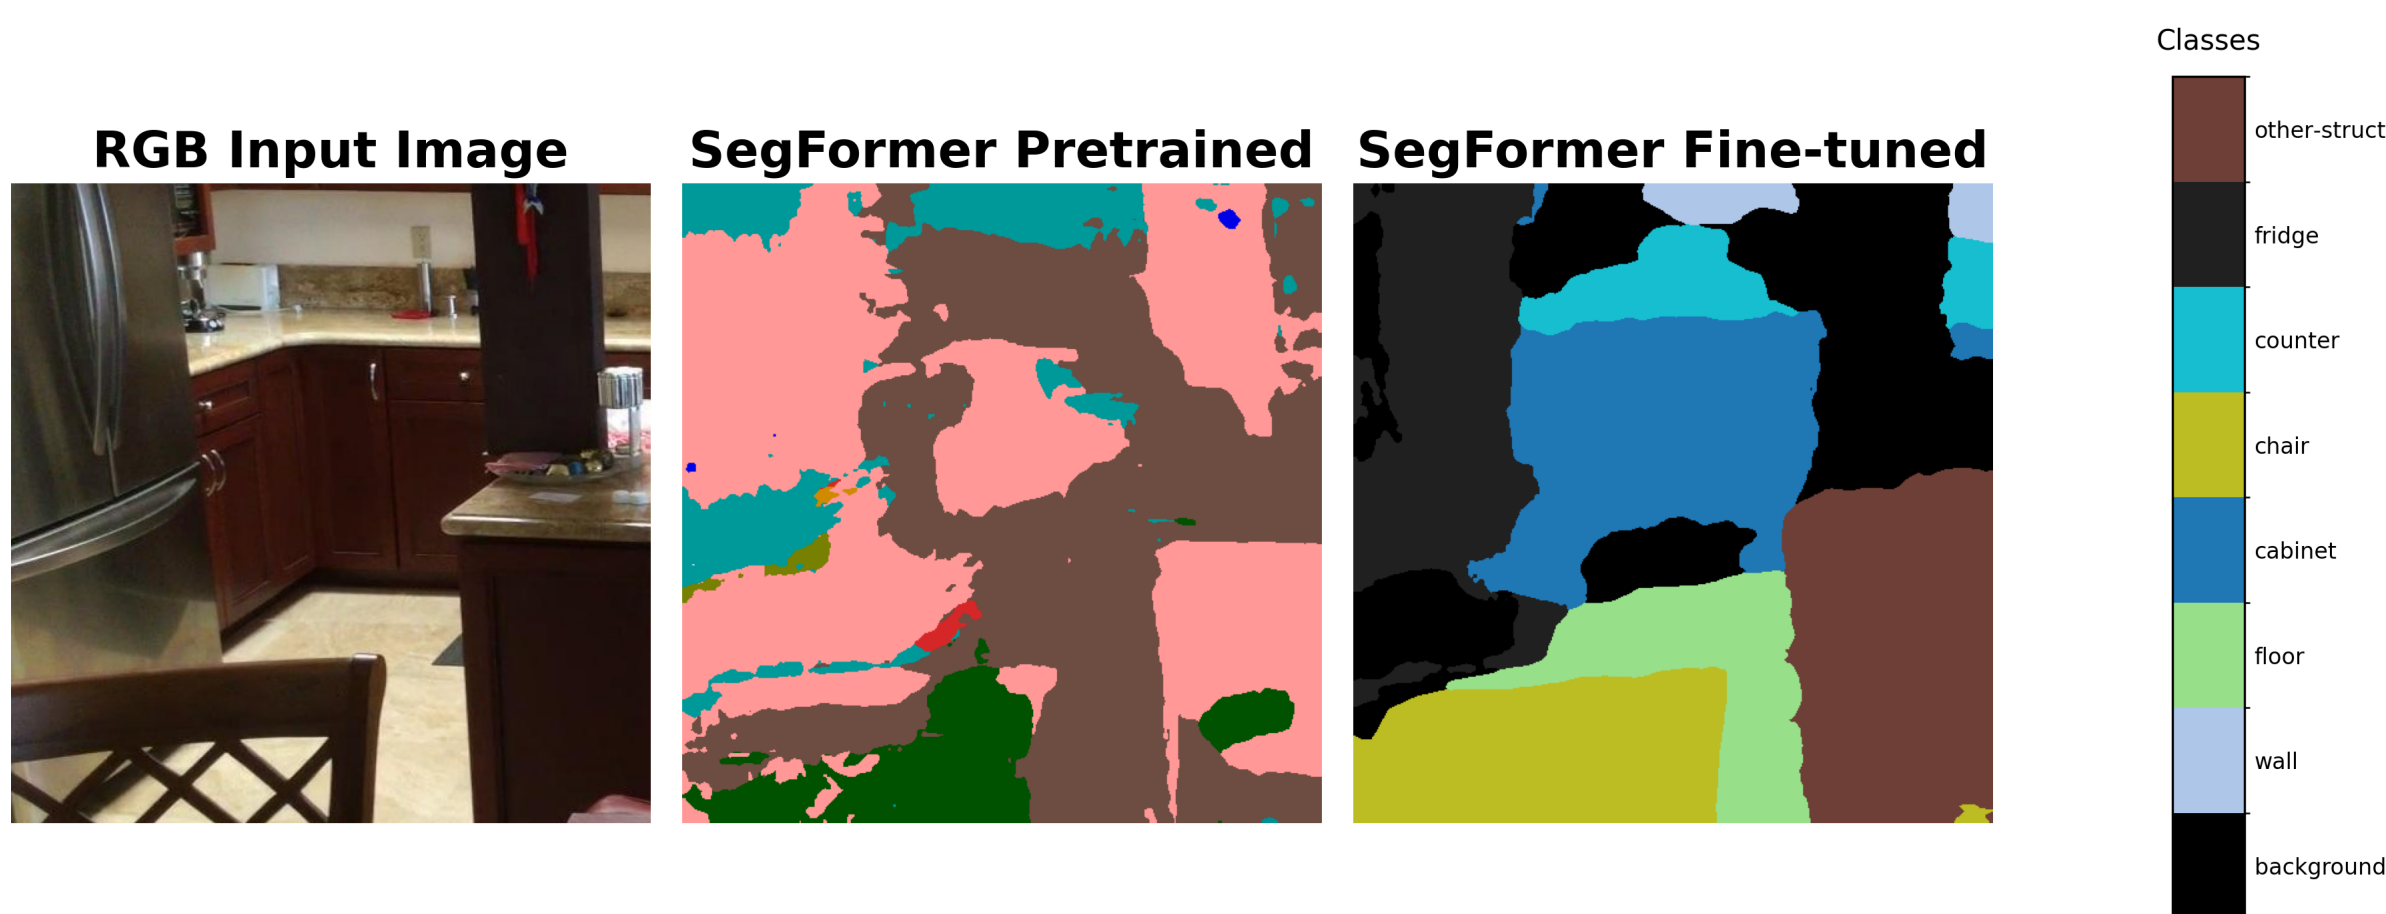 Classes
RGB Input Image
SegFormer Pretrained
SegFormer Fine-tuned
other-struct
fridge
counter
chair
cabinet
floor
wall
background